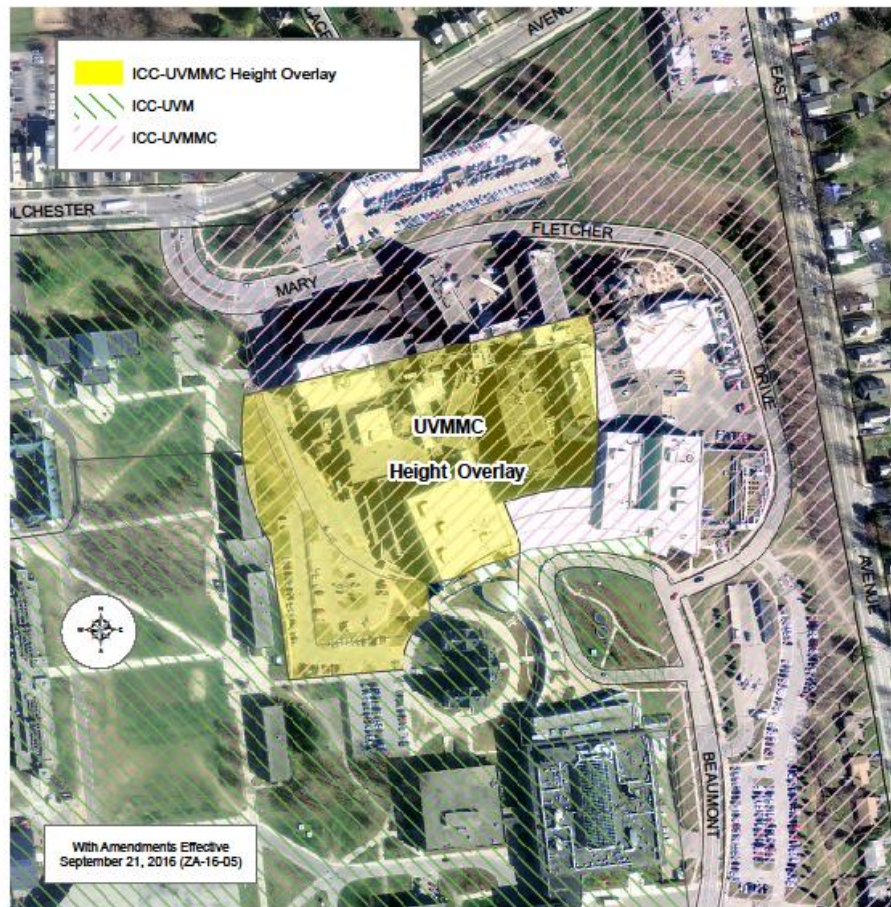 ICC-UVMMC Height Overlay
ICC-UVM
ICC-UVMMC
AVENUE
EAST
OLCHESTER
FLETCHER
MARY
DRIVE
UVMMC
Height Overlay
AVENUE
BEAUMONT
With Amendments Effective
September 21, 2016 (ZA-16-05)